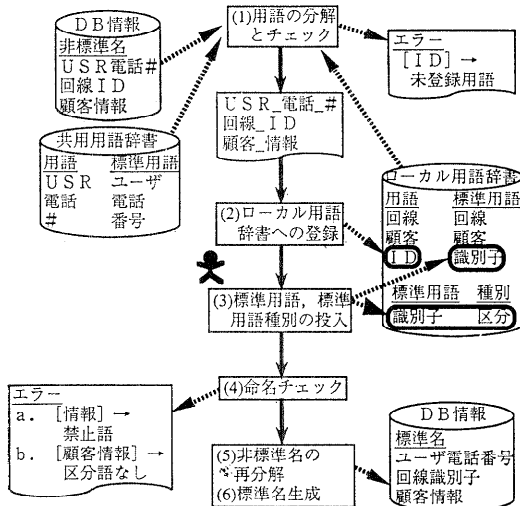 DB情報
非標準名
USR電話#
回線ID
顧客情報
(1)用語の分解
とチェック
エラー
[ID] →
未登録用語
USR_電話_#
回線_ID
顧客_情報
共用用語辞書
用語 標準用語
USR ユーザ
電話 電話
# 番号
ローカル用語辞書
用語 標準用語
回線 回線
顧客 顧客
ID 識別子
標準用語 種別
識別子 区分
(2)ローカル用語
辞書への登録
(3)標準用語,標準
用語種別の投入
(4)命名チェック
エラー
a. [情報] →
禁止語
b. [顧客情報] →
区分語なし
(5)非標準名の
再分解
(6)標準名生成
DB情報
標準名
ユーザ電話番号
回線識別子
顧客情報